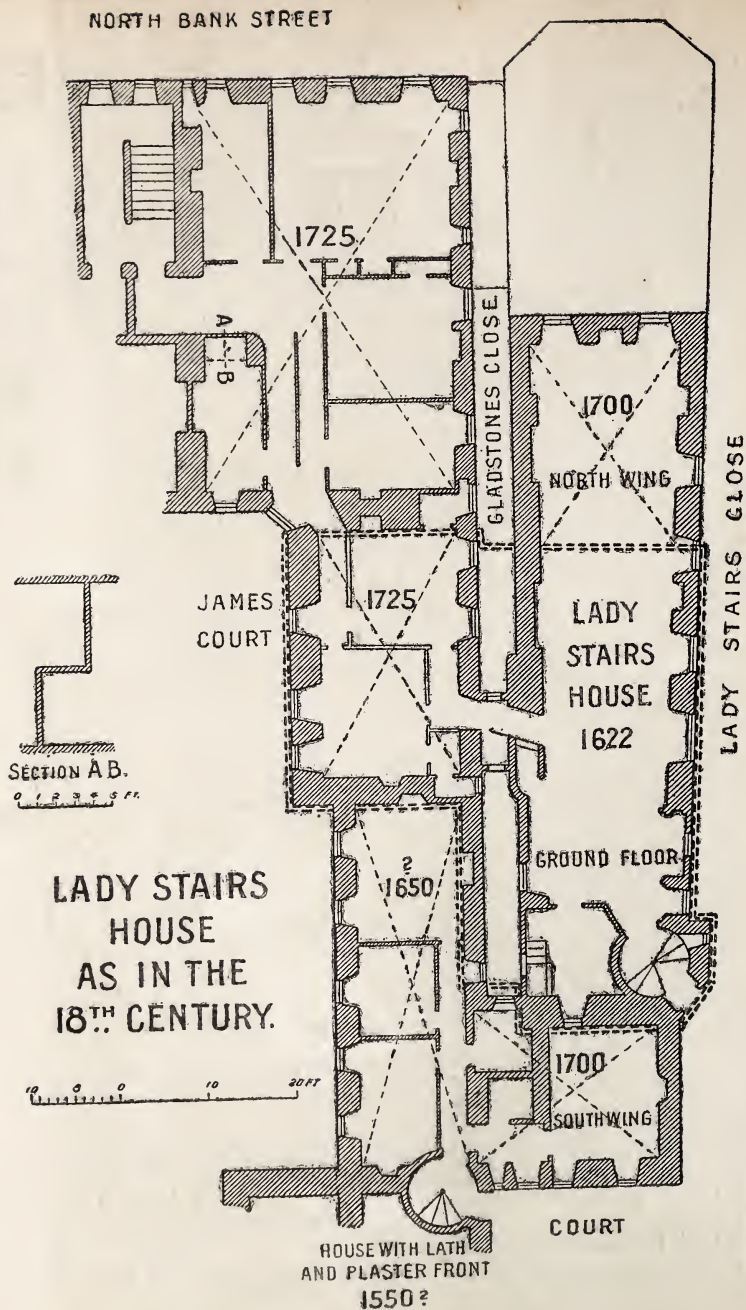 NORTH BANK STREET
1725
A
B
GLADSTONES CLOSE
1700
NORTH WING
LADY STAIRS CLOSE
JAMES
COURT
1725
LADY
STAIRS
HOUSE
1622
SECTION A.B.
0 1 2 3 4 5 FT.
GROUND FLOOR
?
1650
LADY STAIRS
HOUSE
AS IN THE
18TH CENTURY.
10 5 0 10 20 FT
1700
SOUTH WING
COURT
HOUSE WITH LATH
AND PLASTER FRONT
1550?